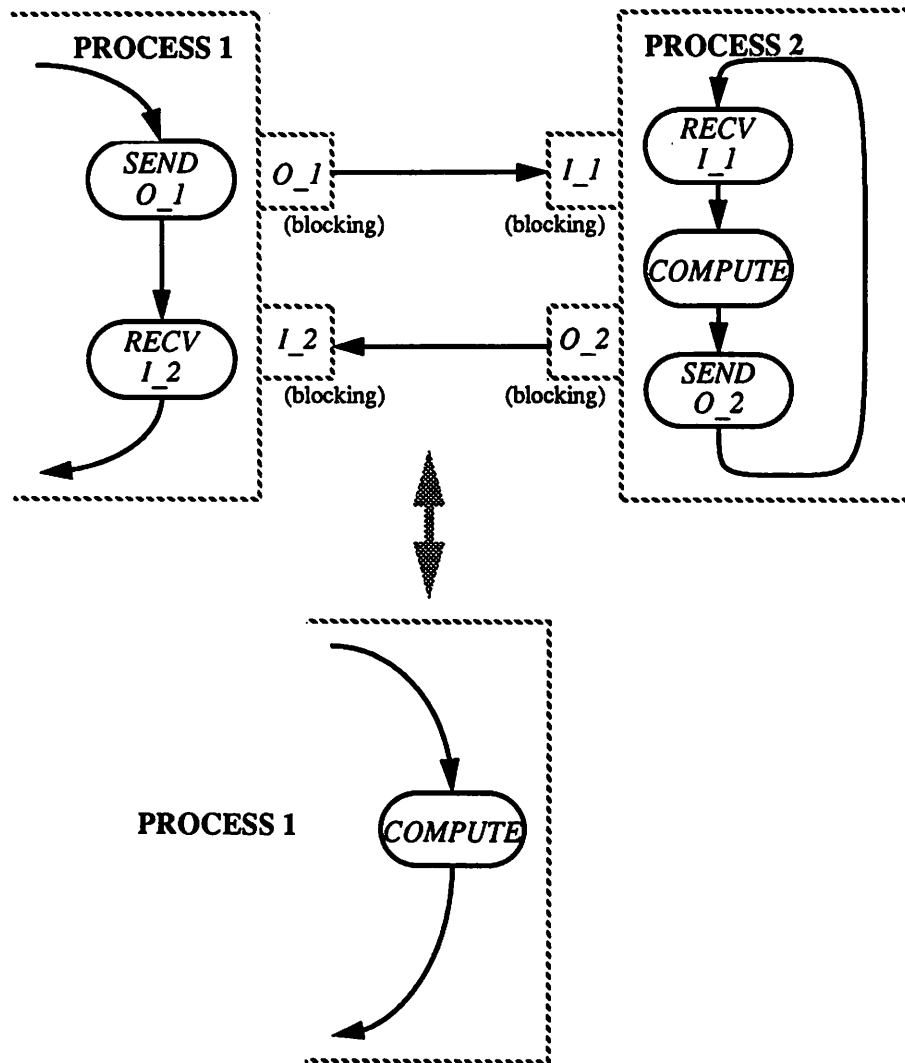 PROCESS 1
SEND
O_1
RECV
I_2
O_1
(blocking)
I_2
(blocking)
I_1
(blocking)
O_2
(blocking)
PROCESS 2
RECV
I_1
COMPUTE
SEND
O_2
PROCESS 1
COMPUTE